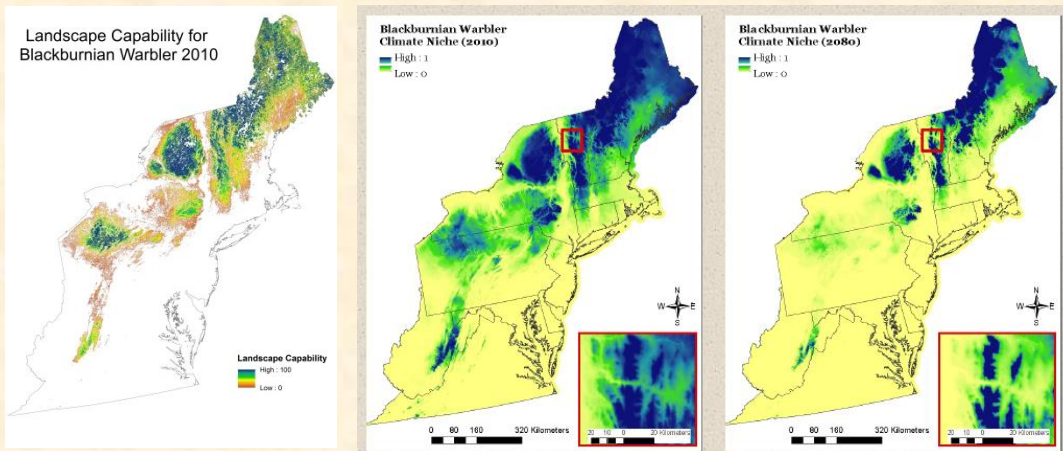 Landscape Capability for
Blackburnian Warbler 2010
Landscape Capability
High : 100
Low : 0
Blackburnian Warbler
Climate Niche (2010)
High : 1
Low : 0
N
W E
S
0 80 160 320 Kilometers
20 10 0 20 Kilometers
Blackburnian Warbler
Climate Niche (2080)
High : 1
Low : 0
N
W E
S
0 80 160 320 Kilometers
20 10 0 20 Kilometers